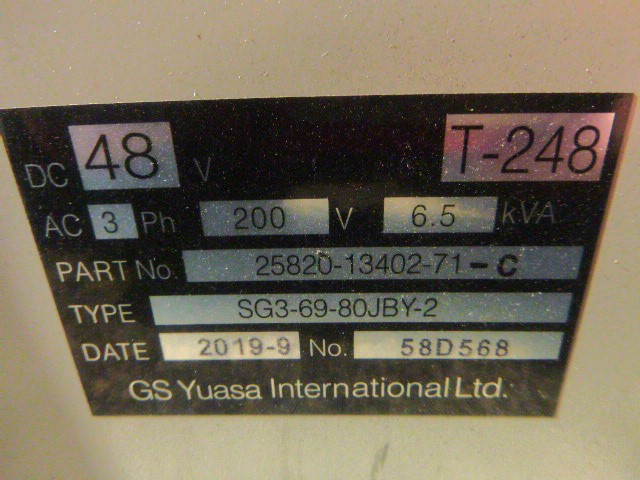 DC 48 V T-248
AC 3 Ph 200 V 6.5 kVA
PART No. 25820-13402-71-C
TYPE SG3-69-80JBY-2
DATE 2019-9 No. 58D568
GS Yuasa International Ltd.